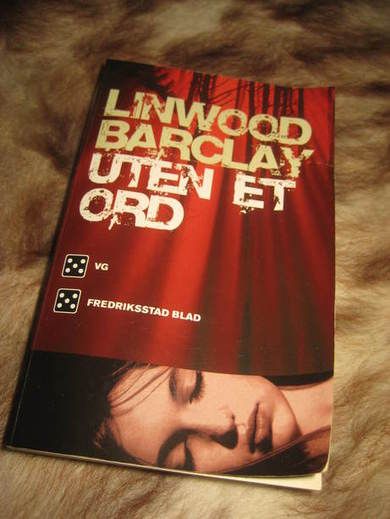 LINWOOD
BARCLAY
UTEN ET
ORD
VG
FREDRIKSSTAD BLAD